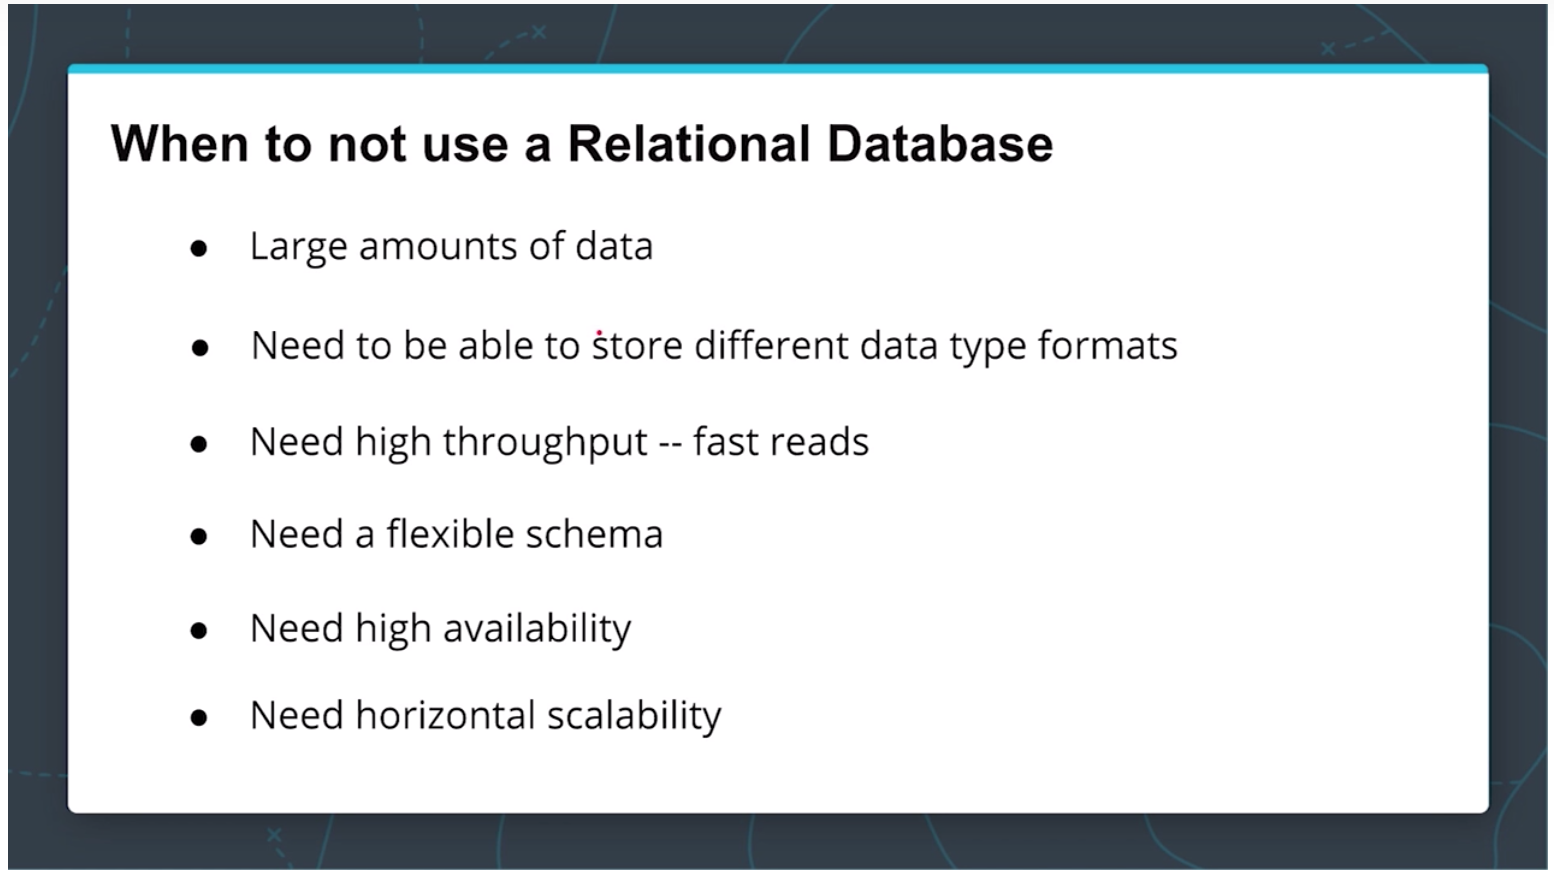 When to not use a Relational Database
● Large amounts of data
● Need to be able to store different data type formats
● Need high throughput -- fast reads
● Need a flexible schema
● Need high availability
● Need horizontal scalability